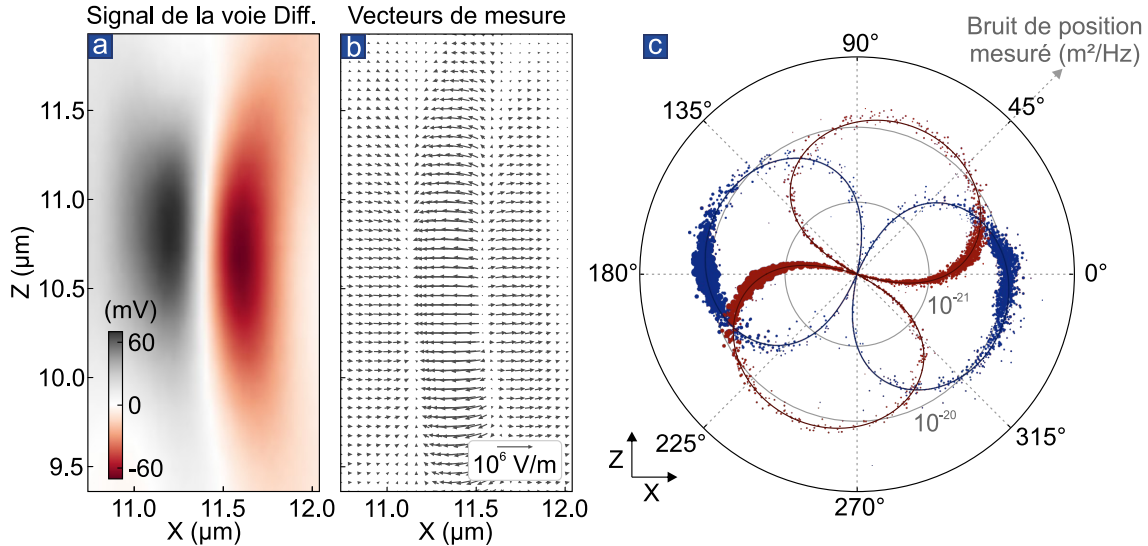 Signal de la voie Diff.
a
Z (µm)
11.5
11.0
10.5
10.0
9.5
(mV)
60
0
-60
11.0
11.5
12.0
X (µm)
Vecteurs de mesure
b
10⁶ V/m
11.0
11.5
12.0
X (µm)
c
Bruit de position
mesuré (m²/Hz)
90°
135°
45°
180°
0°
10⁻²¹
10⁻²⁰
225°
315°
270°
Z
X